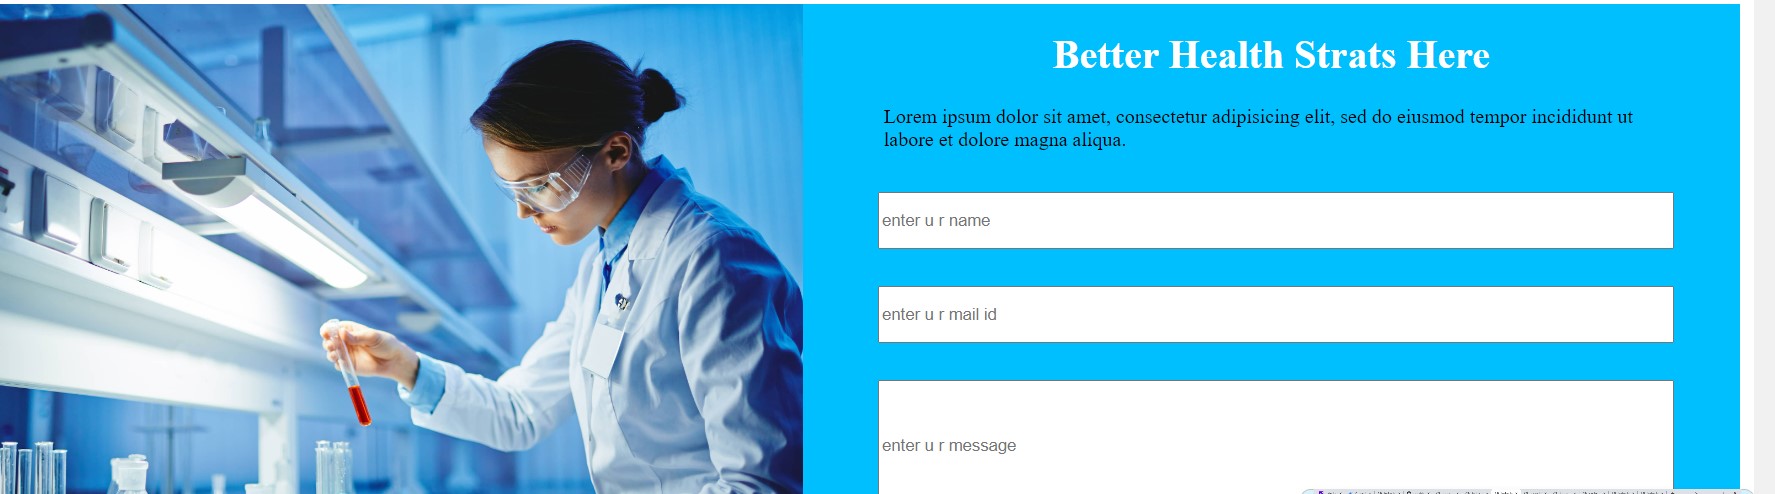 Better Health Strats Here
Lorem ipsum dolor sit amet, consectetur adipisicing elit, sed do eiusmod tempor incididunt ut
labore et dolore magna aliqua.
enter u r name
enter u r mail id
enter u r message